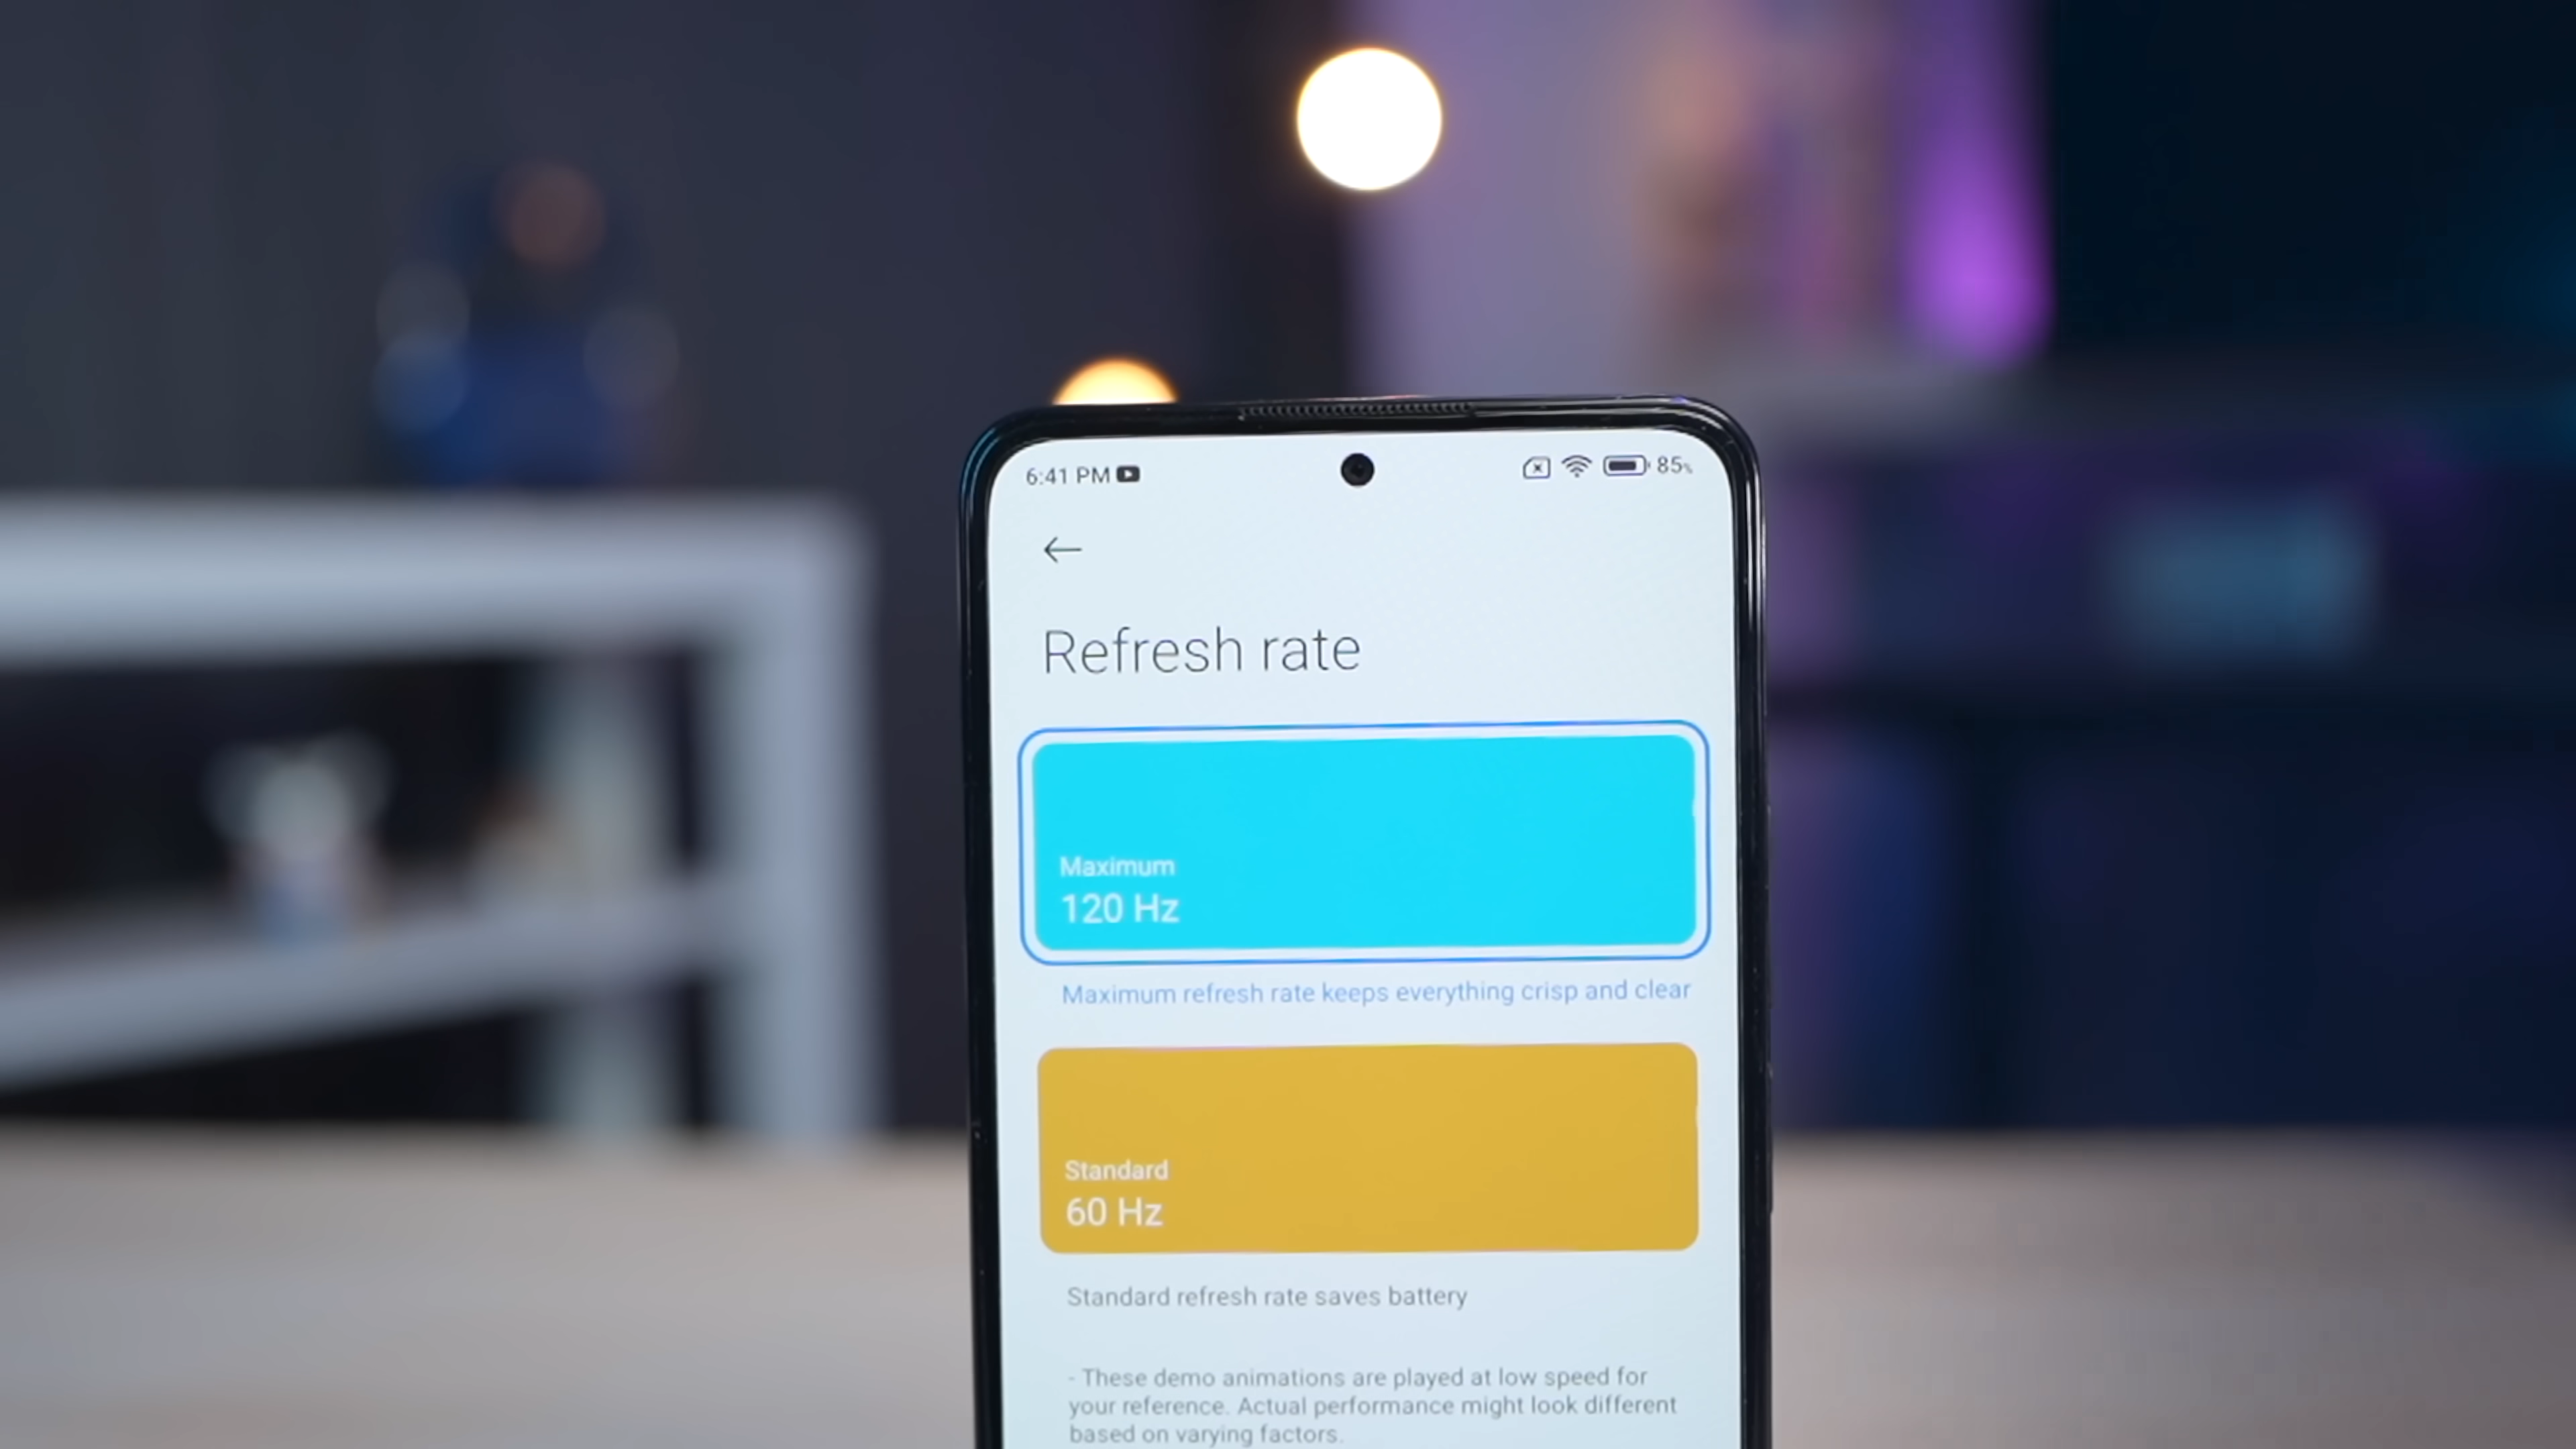 6:41 PM 85%
Refresh rate
Maximum
120 Hz
Maximum refresh rate keeps everything crisp and clear
Standard
60 Hz
Standard refresh rate saves battery
- These demo animations are played at low speed for
your reference. Actual performance might look different
based on varying factors.